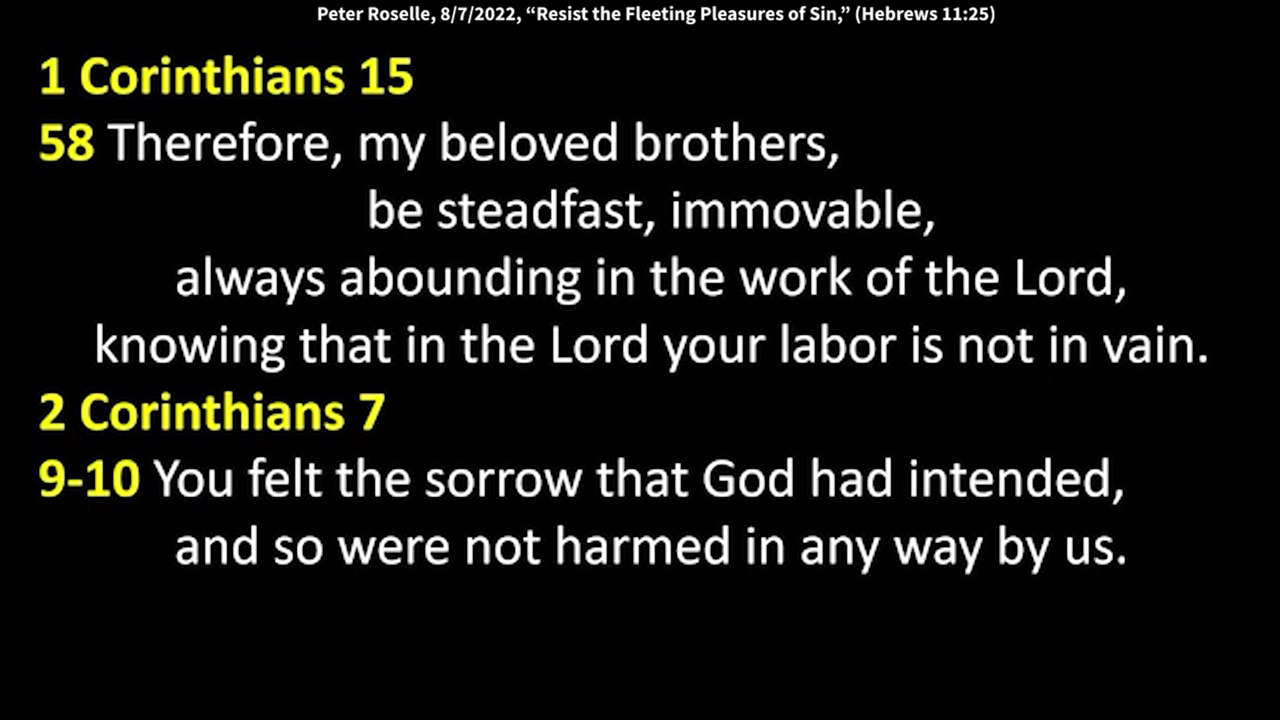 Peter Roselle, 8/7/2022, “Resist the Fleeting Pleasures of Sin,” (Hebrews 11:25)
1 Corinthians 15
58 Therefore, my beloved brothers,
be steadfast, immovable,
always abounding in the work of the Lord,
knowing that in the Lord your labor is not in vain.
2 Corinthians 7
9-10 You felt the sorrow that God had intended,
and so were not harmed in any way by us.